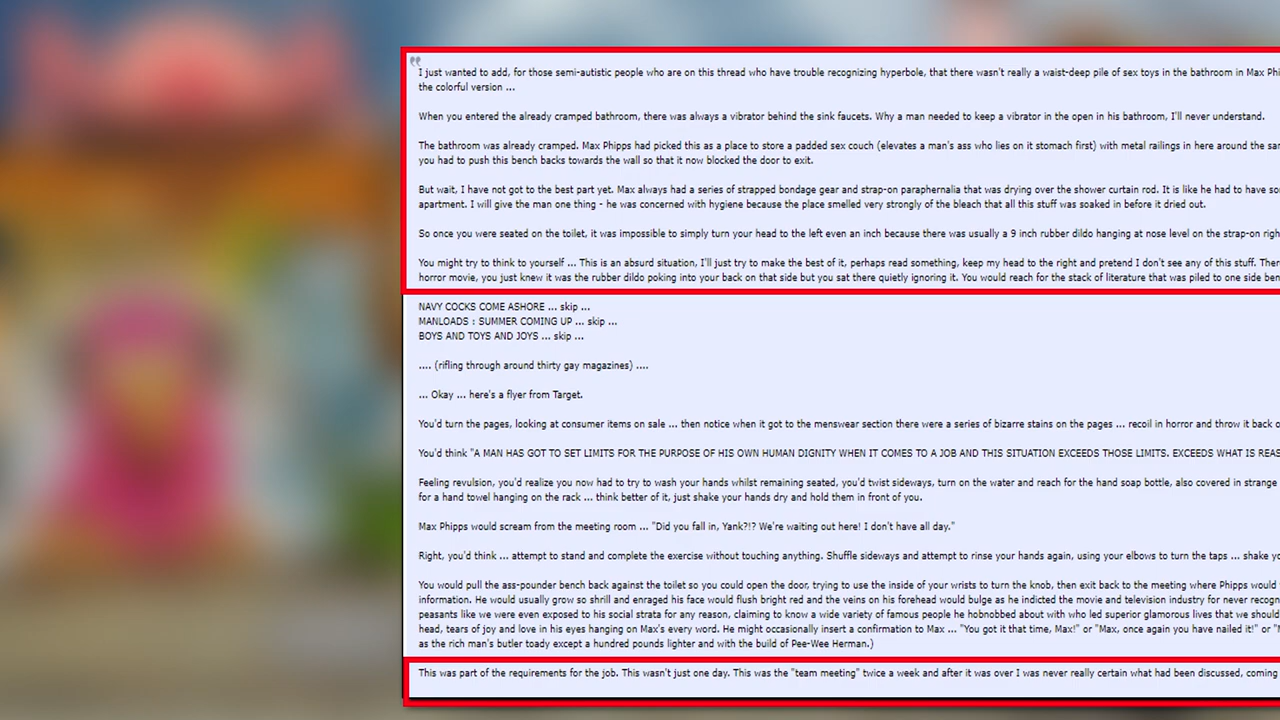 I just wanted to add, for those semi-autistic people who are on this thread who have trouble recognizing hyperbole, that there wasn't really a waist-deep pile of sex toys in the bathroom in Max Phi
the colorful version ...
When you entered the already cramped bathroom, there was always a vibrator behind the sink faucets. Why a man needed to keep a vibrator in the open in his bathroom, I'll never understand.
The bathroom was already cramped. Max Phipps had picked this as a place to store a padded sex couch (elevates a man's ass who lies on it stomach first) with metal railings in here around the sa
you had to push this bench backs towards the wall so that it now blocked the door to exit.
But wait, I have not got to the best part yet. Max always had a series of strapped bondage gear and strap-on paraphernalia that was drying over the shower curtain rod. It is like he had to have so
apartment. I will give the man one thing - he was concerned with hygiene because the place smelled very strongly of the bleach that all this stuff was soaked in before it dried out.
So once you were seated on the toilet, it was impossible to simply turn your head to the left even an inch because there was usually a 9 inch rubber dildo hanging at nose level on the strap-on righ
You might try to think to yourself ... This is an absurd situation, I'll just try to make the best of it, perhaps read something, keep my head to the right and pretend I don't see any of this stuff. Ther
horror movie, you just knew it was the rubber dildo poking into your back on that side but you sat there quietly ignoring it. You would reach for the stack of literature that was piled to one side ben
NAVY COCKS COME ASHORE ... skip ...
MANLOADS : SUMMER COMING UP ... skip ...
BOYS AND TOYS AND JOYS ... skip ...
.... (rifling through around thirty gay magazines) ....
... Okay ... here's a flyer from Target.
You'd turn the pages, looking at consumer items on sale ... then notice when it got to the menswear section there were a series of bizarre stains on the pages ... recoil in horror and throw it back o
You'd think "A MAN HAS GOT TO SET LIMITS FOR THE PURPOSE OF HIS OWN HUMAN DIGNITY WHEN IT COMES TO A JOB AND THIS SITUATION EXCEEDS THOSE LIMITS. EXCEEDS WHAT IS REAS
Feeling revulsion, you'd realize you now had to try to wash your hands whilst remaining seated, you'd twist sideways, turn on the water and reach for the hand soap bottle, also covered in strange
for a hand towel hanging on the rack ... think better of it, just shake your hands dry and hold them in front of you.
Max Phipps would scream from the meeting room ... "Did you fall in, Yank?!? We're waiting out here! I don't have all day."
Right, you'd think ... attempt to stand and complete the exercise without touching anything. Shuffle sideways and attempt to rinse your hands again, using your elbows to turn the taps ... shake yo
You would pull the ass-pounder bench back against the toilet so you could open the door, trying to use the inside of your wrists to turn the knob, then exit back to the meeting where Phipps would
information. He would usually grow so shrill and enraged his face would flush bright red and the veins on his forehead would bulge as he indicted the movie and television industry for never recogn
peasants like we were even exposed to his social strata for any reason, claiming to know a wide variety of famous people he hobnobbed about with who led superior glamorous lives that we should
head, tears of joy and love in his eyes hanging on Max's every word. He might occasionally insert a confirmation to Max ... "You got it that time, Max!" or "Max, once again you have nailed it!" or "
as the rich man's butler toady except a hundred pounds lighter and with the build of Pee-Wee Herman.)
This was part of the requirements for the job. This wasn't just one day. This was the "team meeting" twice a week and after it was over I was never really certain what had been discussed, coming